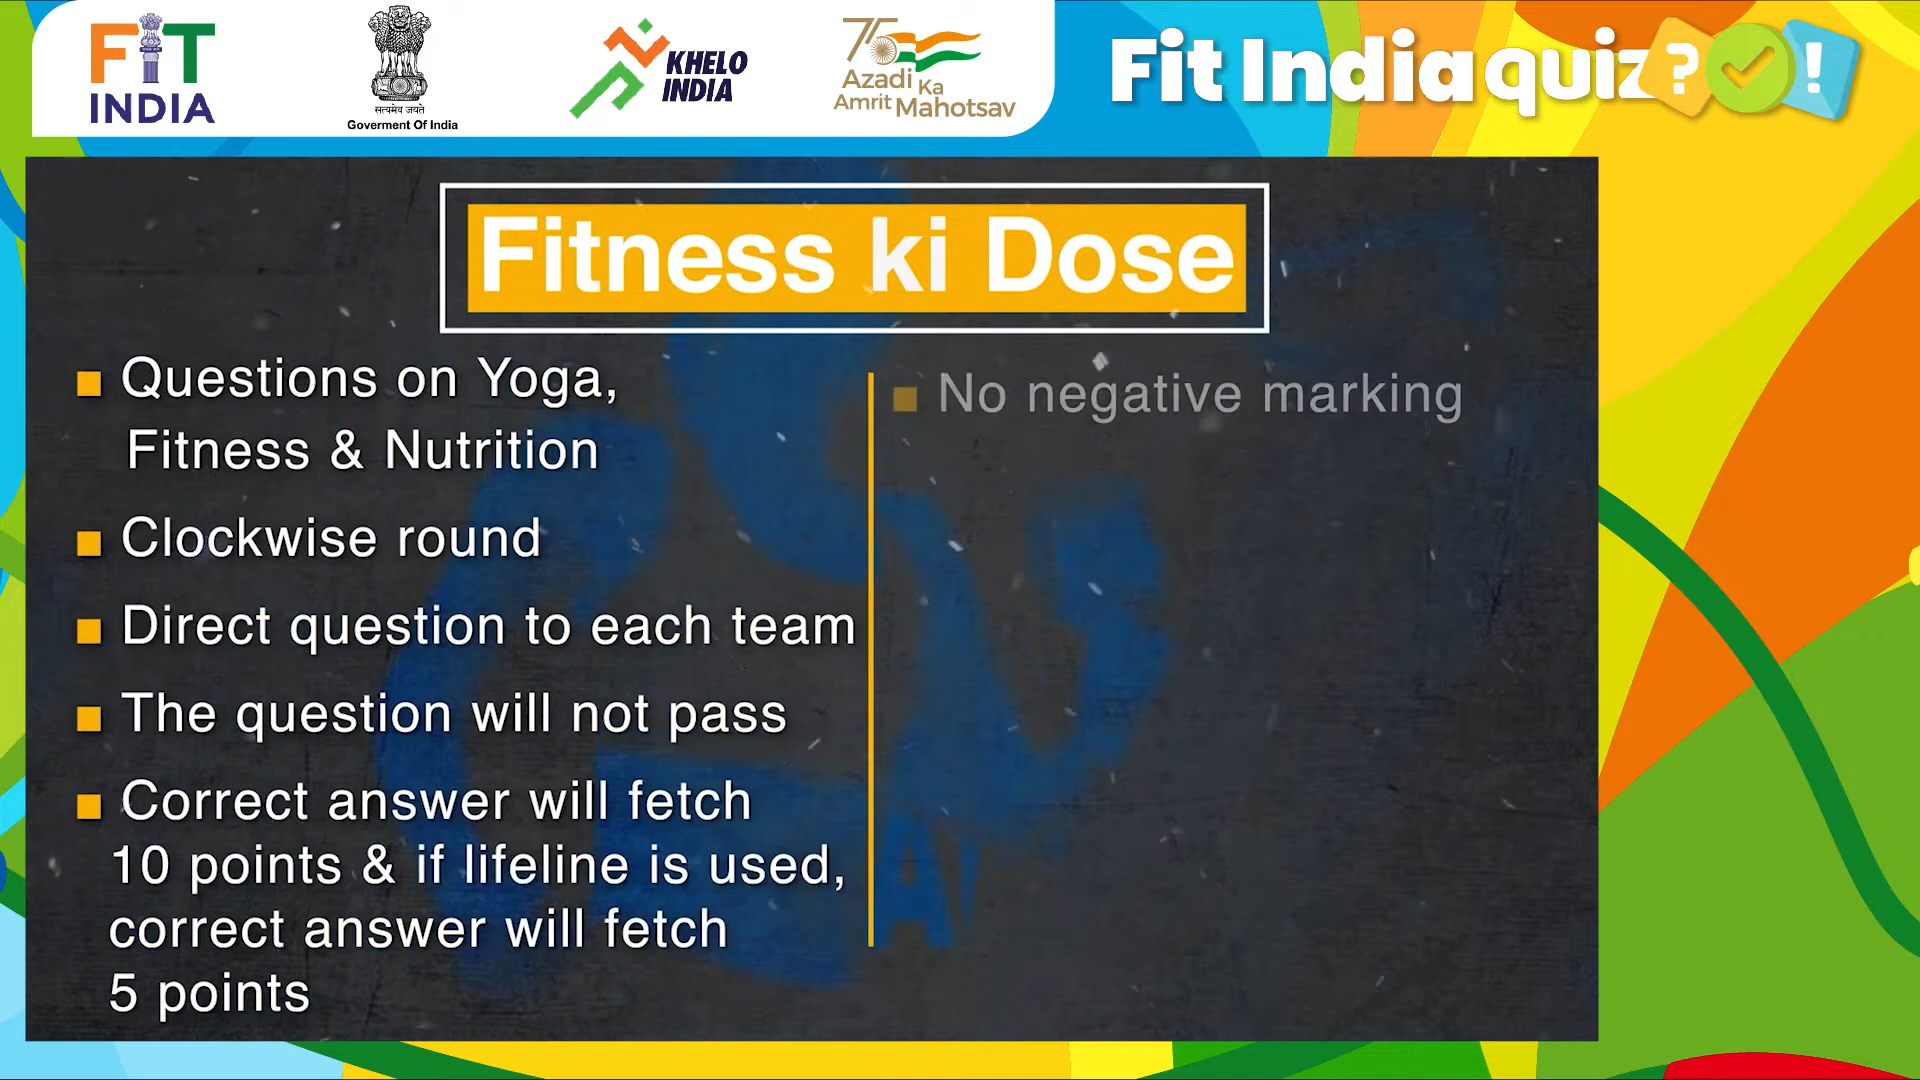 FIT
INDIA
सत्यमेव जयते
Goverment Of India
KHELO
INDIA
75
Azadi Ka
Amrit Mahotsav
Fit India quiz?!
Fitness ki Dose
Questions on Yoga,
Fitness & Nutrition
Clockwise round
Direct question to each team
The question will not pass
Correct answer will fetch
10 points & if lifeline is used,
correct answer will fetch
5 points
No negative marking